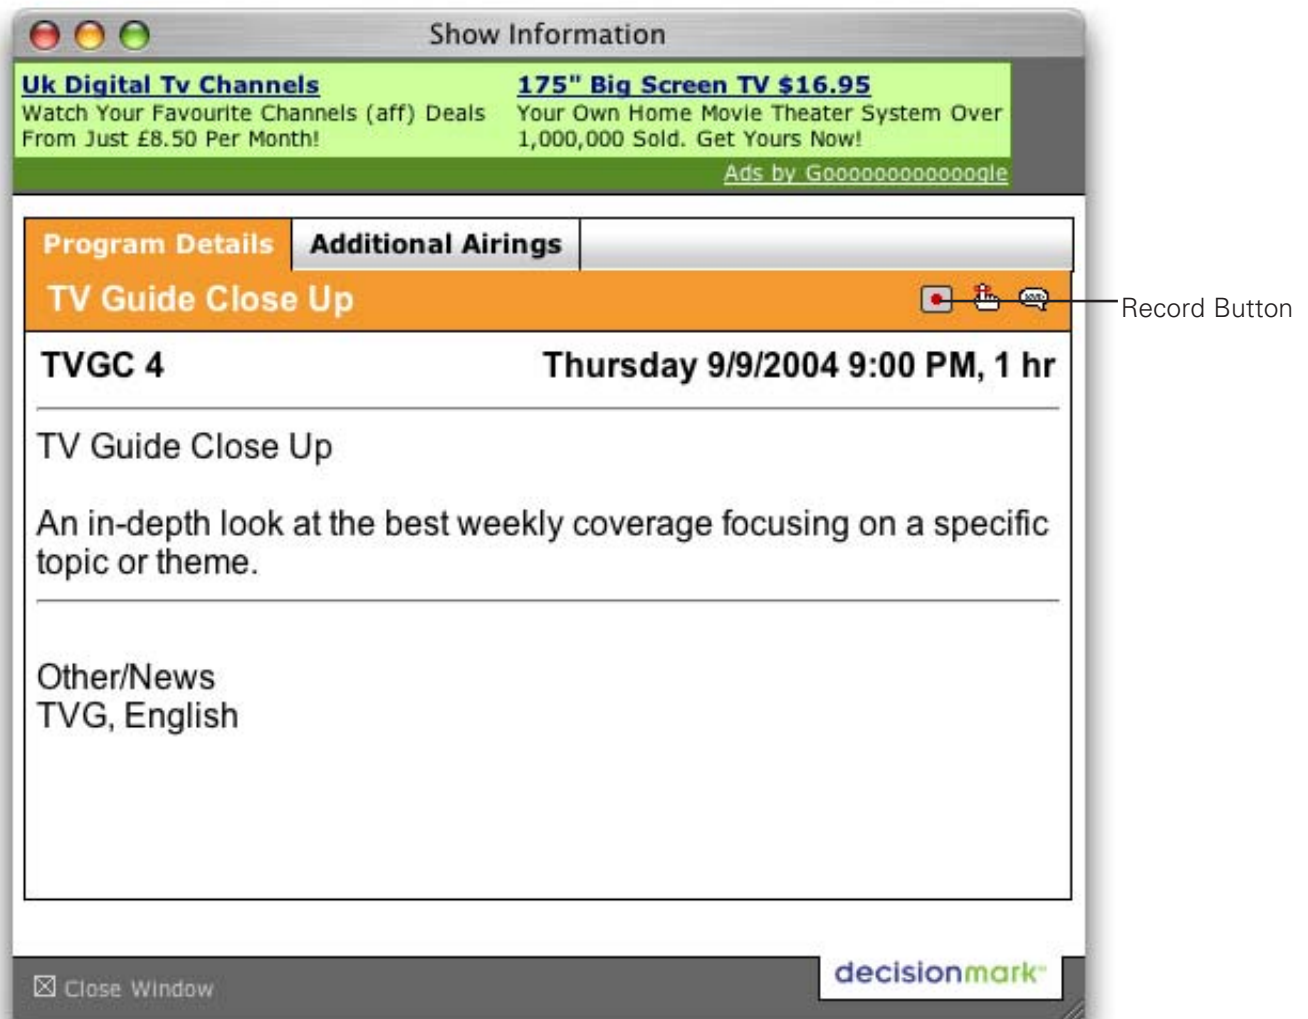 Show Information
Uk Digital Tv Channels
Watch Your Favourite Channels (aff) Deals
From Just £8.50 Per Month!
175" Big Screen TV $16.95
Your Own Home Movie Theater System Over
1,000,000 Sold. Get Yours Now!
Ads by Gooooooooooooogle
Program Details
Additional Airings
TV Guide Close Up
Record Button
TVGC 4
Thursday 9/9/2004 9:00 PM, 1 hr
TV Guide Close Up
An in-depth look at the best weekly coverage focusing on a specific
topic or theme.
Other/News
TVG, English
Close Window
decisionmark